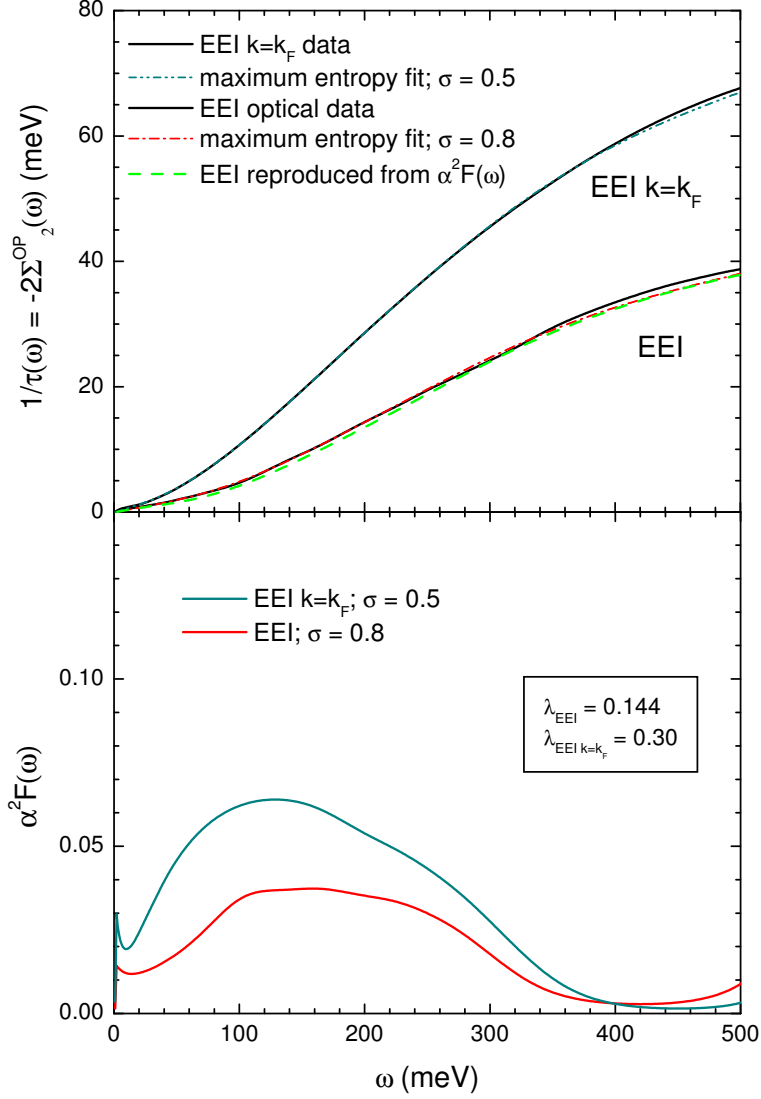 80
60
40
20
0
1/τ(ω) = -2Σ^OP_2(ω) (meV)
EEI k=k_F data
maximum entropy fit; σ = 0.5
EEI optical data
maximum entropy fit; σ = 0.8
EEI reproduced from α²F(ω)
EEI k=k_F
EEI
0.10
0.05
0.00
α²F(ω)
EEI k=k_F; σ = 0.5
EEI; σ = 0.8
λ_EEI = 0.144
λ_EEI k=k_F = 0.30
0 100 200 300 400 500
ω (meV)